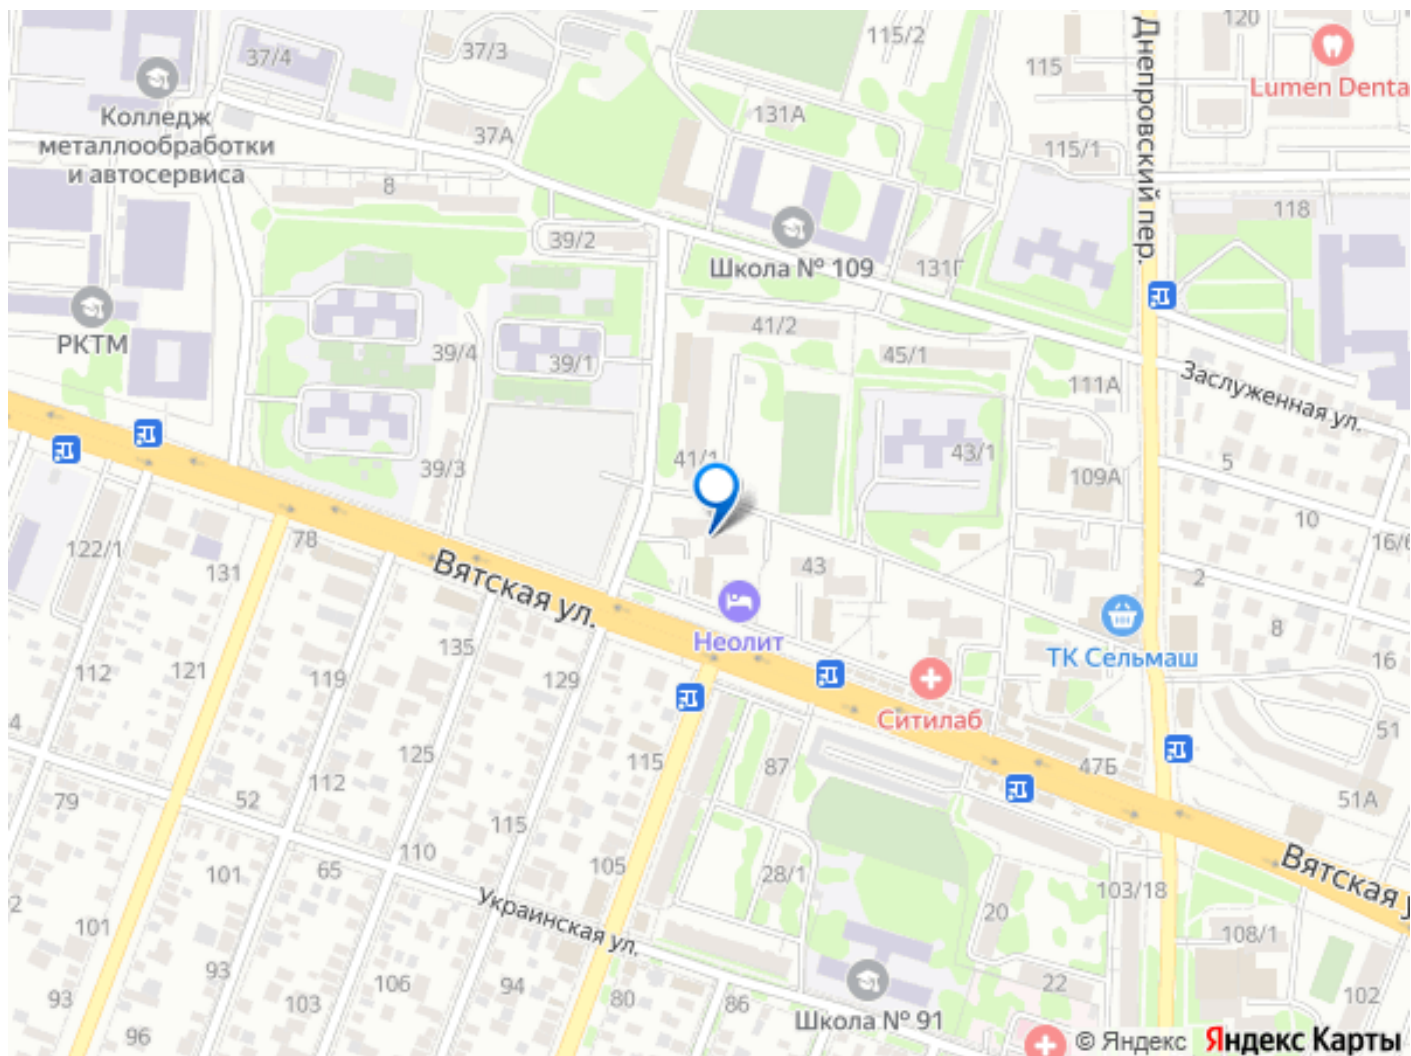 120
115/2
37/3
37/4
115
Lumen Denta
Колледж
металлообработки
и автосервиса
131А
37А
115/1
Днепровский пер.
8
118
39/2
Школа № 109
131Г
41/2
РКТМ
39/4
39/1
45/1
111А
Заслуженная ул.
41/1
43/1
39/3
109А
5
10
122/1
78
16/6
131
Вятская ул.
43
2
Неолит
8
135
ТК Сельмаш
16
112
121
119
129
Ситилаб
51
4
125
115
87
47Б
112
79
52
51А
115
110
105
28/1
Вятская у
101
65
103/18
2
Украинская ул.
20
101
108/1
93
106
94
22
93
103
80
86
102
96
Школа № 91
© Яндекс Яндекс Карты